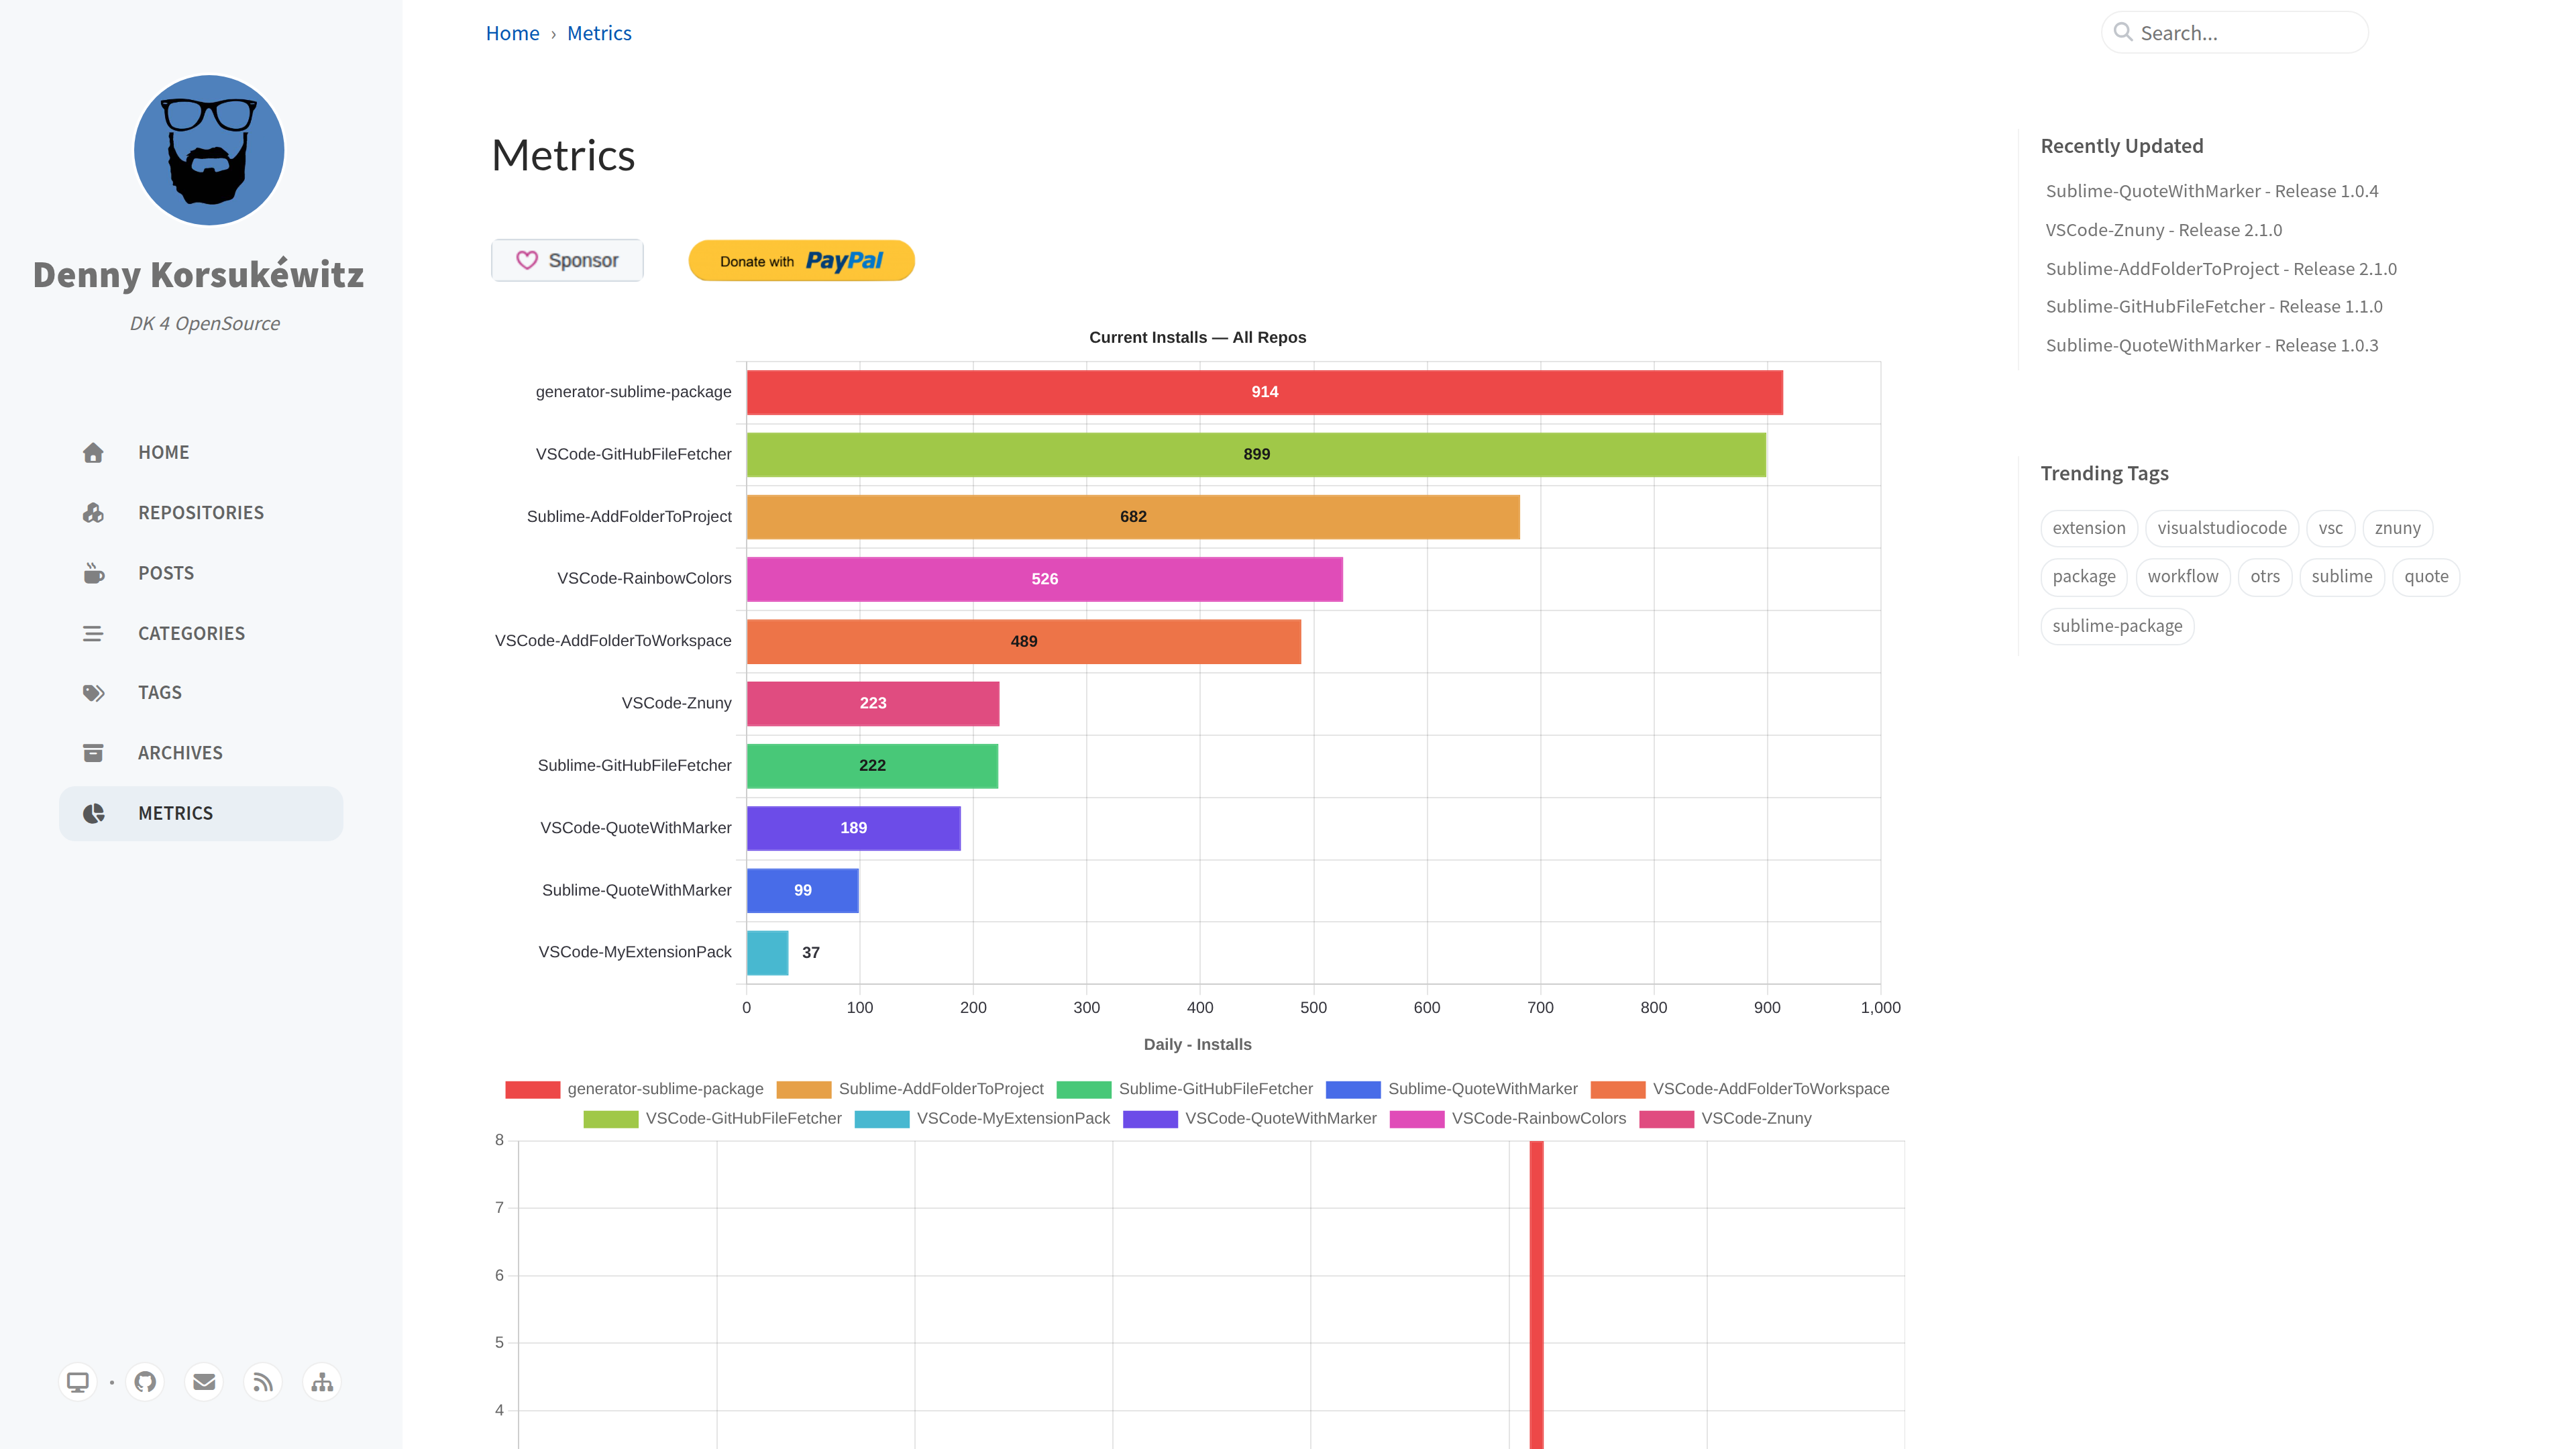 Denny Korsukéwitz
DK 4 OpenSource
HOME
REPOSITORIES
POSTS
CATEGORIES
TAGS
ARCHIVES
METRICS
Home › Metrics
Search...
Metrics
Sponsor
Donate with PayPal
Current Installs — All Repos
generator-sublime-package 914
VSCode-GitHubFileFetcher 899
Sublime-AddFolderToProject 682
VSCode-RainbowColors 526
VSCode-AddFolderToWorkspace 489
VSCode-Znuny 223
Sublime-GitHubFileFetcher 222
VSCode-QuoteWithMarker 189
Sublime-QuoteWithMarker 99
VSCode-MyExtensionPack 37
0 100 200 300 400 500 600 700 800 900 1,000
Daily - Installs
generator-sublime-package Sublime-AddFolderToProject Sublime-GitHubFileFetcher Sublime-QuoteWithMarker VSCode-AddFolderToWorkspace
VSCode-GitHubFileFetcher VSCode-MyExtensionPack VSCode-QuoteWithMarker VSCode-RainbowColors VSCode-Znuny
8
7
6
5
4
Recently Updated
Sublime-QuoteWithMarker - Release 1.0.4
VSCode-Znuny - Release 2.1.0
Sublime-AddFolderToProject - Release 2.1.0
Sublime-GitHubFileFetcher - Release 1.1.0
Sublime-QuoteWithMarker - Release 1.0.3
Trending Tags
extension visualstudiocode vsc znuny
package workflow otrs sublime quote
sublime-package